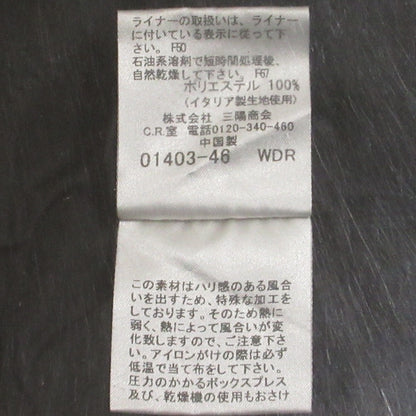 ライナーの取扱いは、ライナー
に付いている表示に従って下
さい。 F60
石油系溶剤で短時間処理後、
自然乾燥して下さい。 F67
ポリエステル 100%
(イタリア製生地使用)
株式会社 三陽商会
C.R.室 電話0120-340-460
中国製
01403-46 WDR
この素材はハリ感のある風合
いを出すため、特殊な加工を
しております。そのため熱に
弱く、熱によって風合いが変
化致しますので、ご注意下さ
い。アイロンがけの際は必ず
低温で当て布をして下さい。
圧力のかかるボックスプレス
及び、乾燥機の使用もおさけ